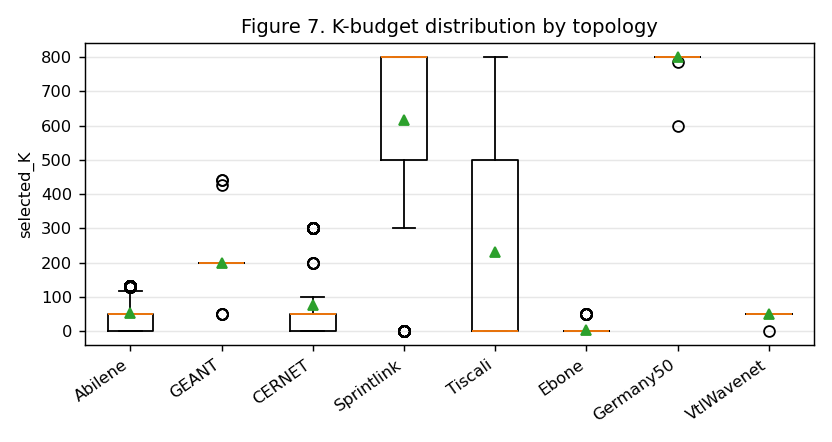 Figure 7. K-budget distribution by topology
selected_K
800
700
600
500
400
300
200
100
0
Abilene
GEANT
CERNET
Sprintlink
Tiscali
Ebone
Germany50
VtlWavenet